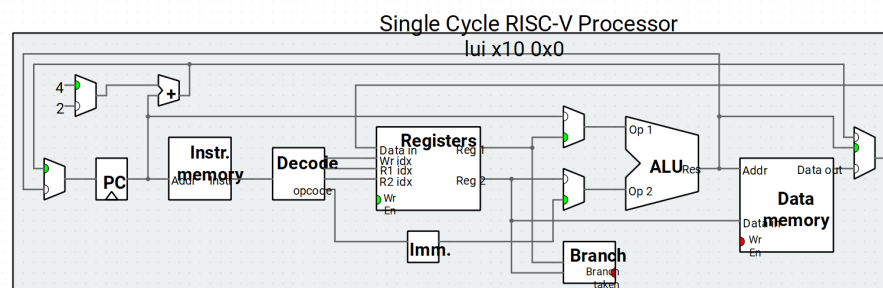 Single Cycle RISC-V Processor
lui x10 0x0
4
2
+
PC
Instr.
memory
Addr
Instr
Decode
opcode
Registers
Data in
Wr idx
R1 idx
R2 idx
Reg 1
Reg 2
Wr
En
Imm.
Op 1
Op 2
ALU
Res
Branch
Branch
taken
Addr
Data out
Data
memory
Data in
Wr
En